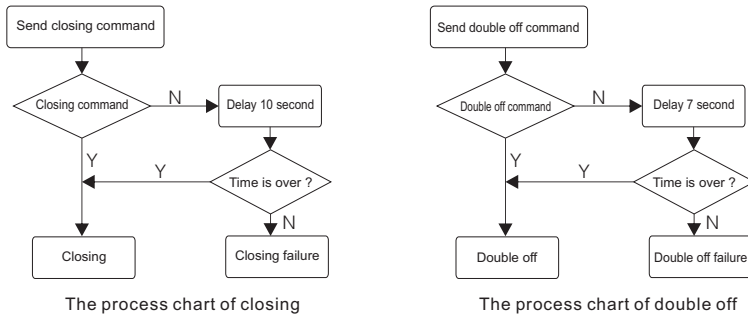 Send closing command
Closing command
N
Delay 10 second
Y
Y
Time is over ?
N
Closing
Closing failure
The process chart of closing
Send double off command
Double off command
N
Delay 7 second
Y
Y
Time is over ?
N
Double off
Double off failure
The process chart of double off